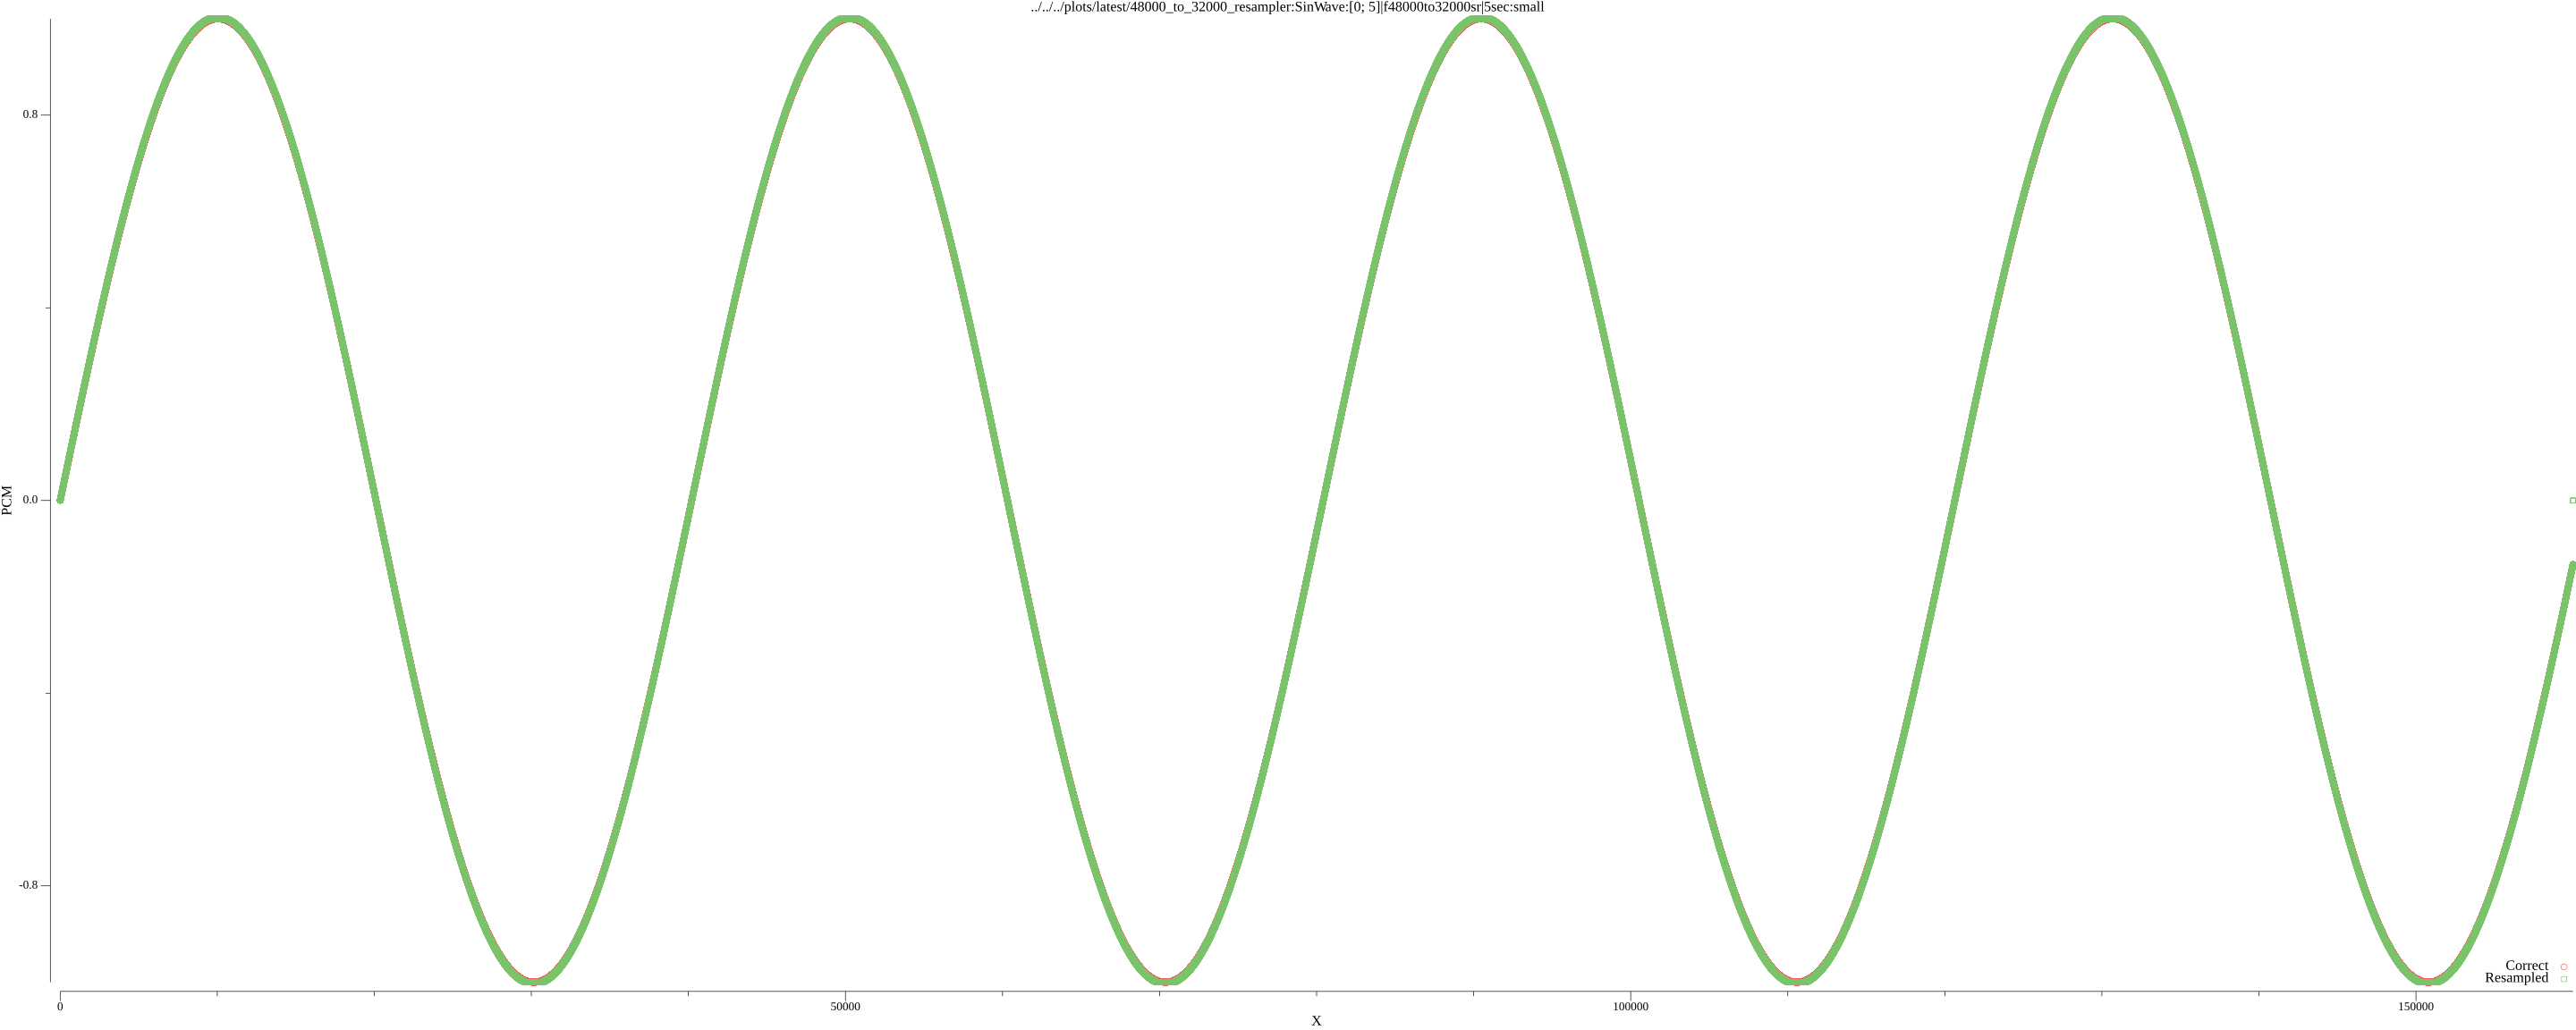 ../../../plots/latest/48000_to_32000_resampler:SinWave:[0; 5]|f48000to32000sr|5sec:small
0.8
PCM
0.0
-0.8
Correct
Resampled
0 50000 100000 150000
X